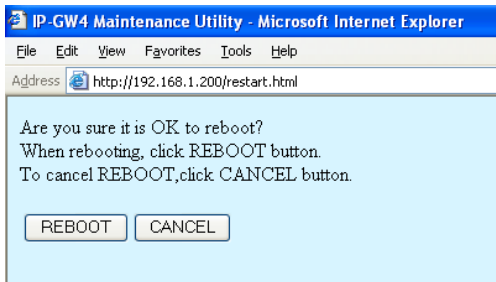 IP-GW4 Maintenance Utility - Microsoft Internet Explorer
File Edit View Favorites Tools Help
Address http://192.168.1.200/restart.html
Are you sure it is OK to reboot?
When rebooting, click REBOOT button.
To cancel REBOOT,click CANCEL button.
REBOOT CANCEL